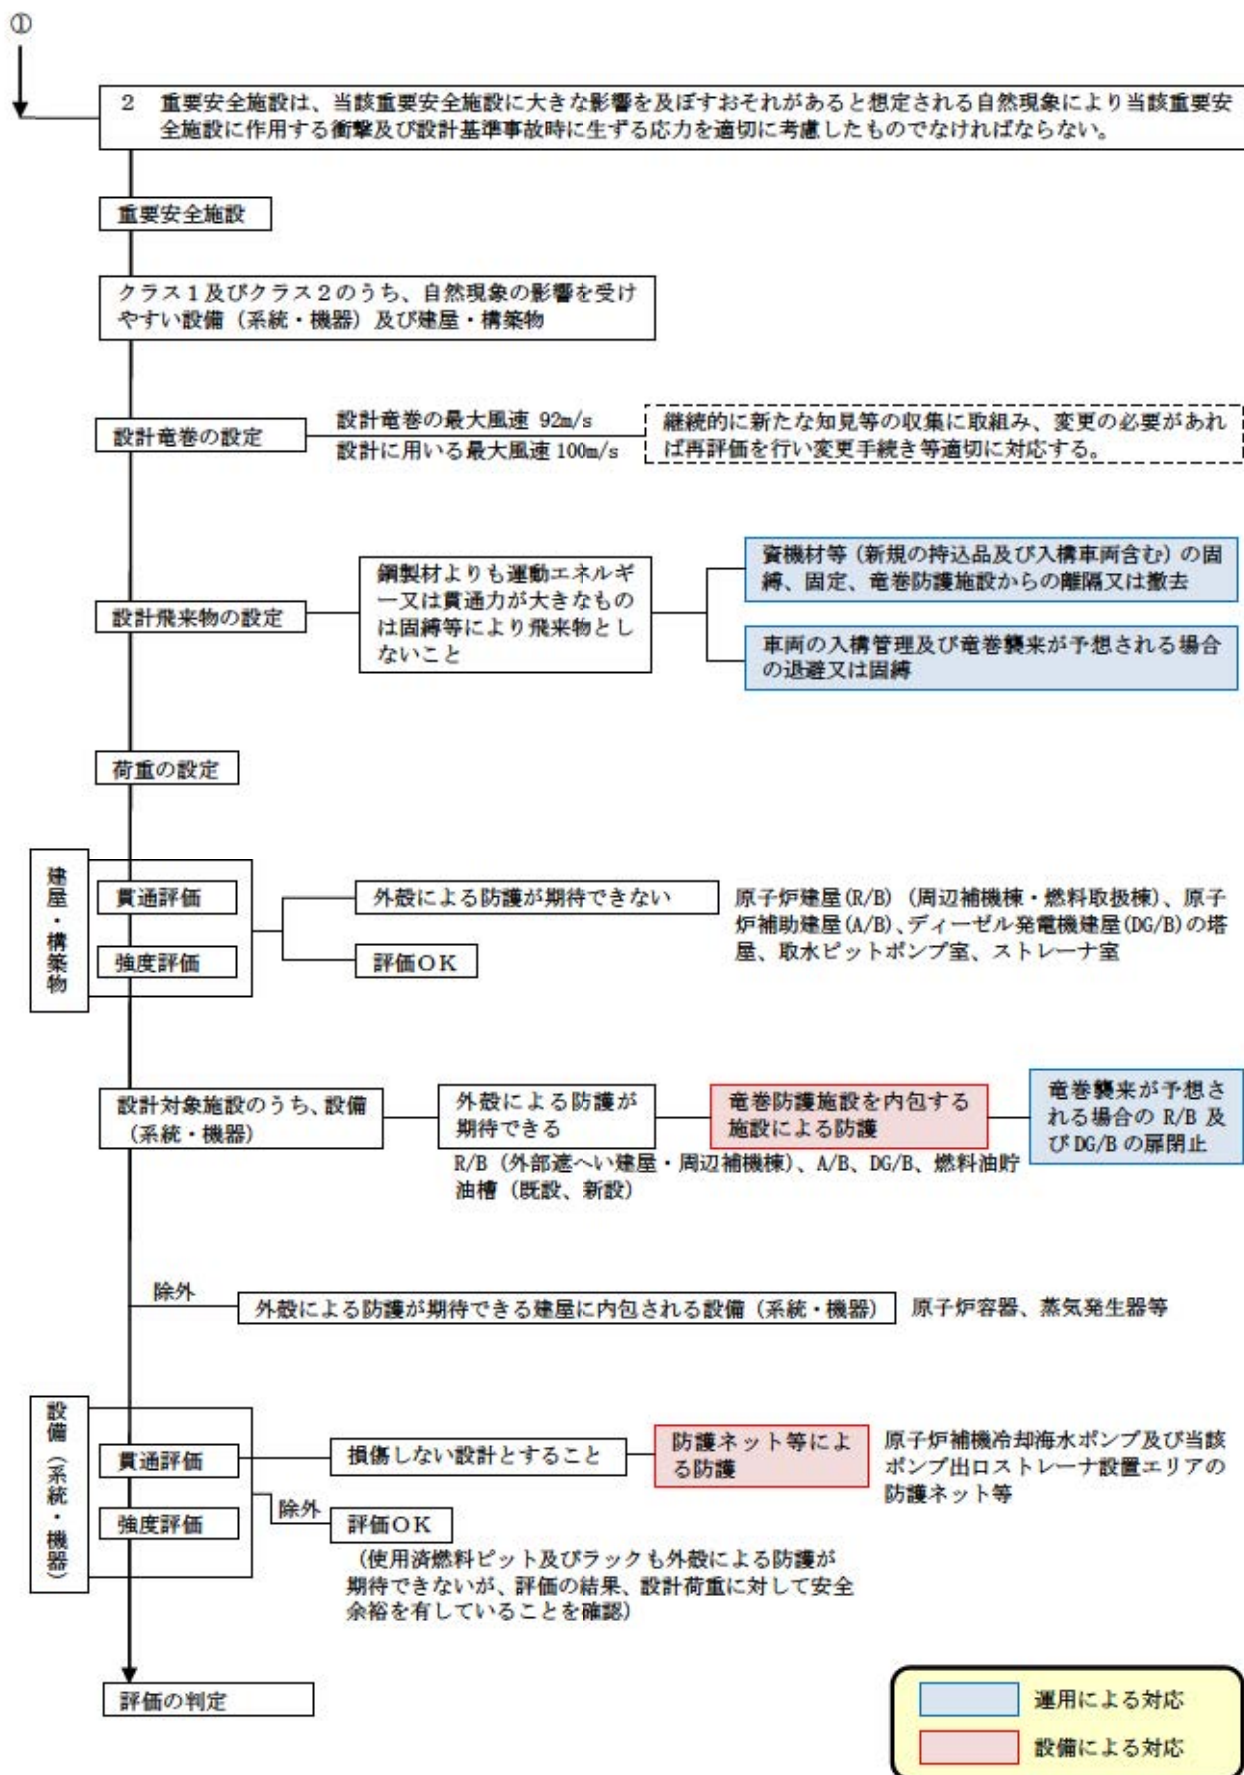 ①
2 重要安全施設は、当該重要安全施設に大きな影響を及ぼすおそれがあると想定される自然現象により当該重要安
全施設に作用する衝撃及び設計基準事故時に生ずる応力を適切に考慮したものでなければならない。
重要安全施設
クラス1及びクラス2のうち、自然現象の影響を受け
やすい設備（系統・機器）及び建屋・構築物
設計竜巻の設定
設計竜巻の最大風速 92m/s
設計に用いる最大風速 100m/s
継続的に新たな知見等の収集に取組み、変更の必要があれ
ば再評価を行い変更手続き等適切に対応する。
設計飛来物の設定
鋼製材よりも運動エネルギ
ー又は貫通力が大きなもの
は固縛等により飛来物とし
ないこと
資機材等（新規の持込品及び入構車両含む）の固
縛、固定、竜巻防護施設からの離隔又は撤去
車両の入構管理及び竜巻襲来が予想される場合
の退避又は固縛
荷重の設定
建屋・構築物
貫通評価
強度評価
外殻による防護が期待できない
評価OK
原子炉建屋(R/B)（周辺補機棟・燃料取扱棟）、原子
炉補助建屋(A/B)、ディーゼル発電機建屋(DG/B)の塔
屋、取水ピットポンプ室、ストレーナ室
設計対象施設のうち、設備
（系統・機器）
外殻による防護が
期待できる
竜巻防護施設を内包する
施設による防護
竜巻襲来が予想さ
れる場合の R/B 及
び DG/B の扉閉止
R/B（外部遮へい建屋・周辺補機棟）、A/B、DG/B、燃料油貯
油槽（既設、新設）
除外
外殻による防護が期待できる建屋に内包される設備（系統・機器）
原子炉容器、蒸気発生器等
設備（系統・機器）
貫通評価
強度評価
損傷しない設計とすること
防護ネット等によ
る防護
原子炉補機冷却海水ポンプ及び当該
ポンプ出口ストレーナ設置エリアの
防護ネット等
除外
評価OK
（使用済燃料ピット及びラックも外殻による防護が
期待できないが、評価の結果、設計荷重に対して安全
余裕を有していることを確認）
評価の判定
運用による対応
設備による対応